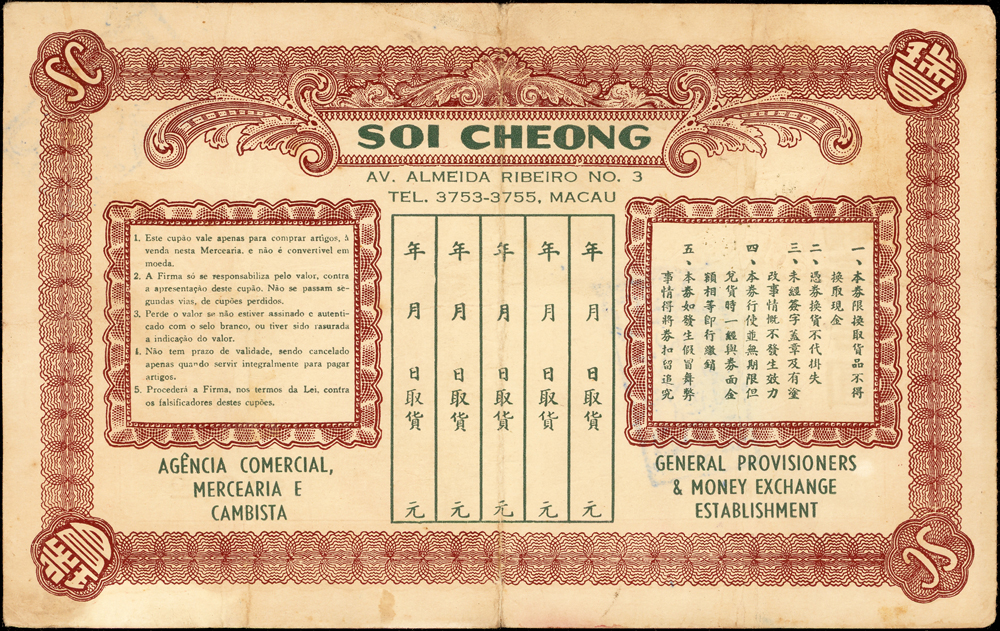 瑞昌
SOI CHEONG
AV. ALMEIDA RIBEIRO NO. 3
TEL. 3753-3755, MACAU
1. Este cupão vale apenas para comprar artigos, à
venda nesta Mercearia, e não é convertível em
moeda.
2. A Firma só se responsabiliza pelo valor, contra
a apresentação deste cupão. Não se passam se-
gundas vias, de cupões perdidos.
3. Perde o valor se não estiver assinado e autenti-
cado com o selo branco, ou tiver sido rasurada
a indicação do valor.
4. Não tem prazo de validade, sendo cancelado
apenas quando servir integralmente para pagar
artigos.
5. Procederá a Firma, nos termos da Lei, contra
os falsificadores destes cupões.
AGÊNCIA COMERCIAL,
MERCEARIA E
CAMBISTA
年 月 日取貨 元
年 月 日取貨 元
年 月 日取貨 元
年 月 日取貨 元
年 月 日取貨 元
一、本券限換取貨品不得
換取現金
二、憑券換貨不代掛失
三、未經簽字蓋章及有塗
改事情慨不發生效力
四、本券行使並無期限但
兌貨時一經與券面金
額相等即行繳銷
五、本券如發生假冒舞弊
事情得將券扣留追究
GENERAL PROVISIONERS
& MONEY EXCHANGE
ESTABLISHMENT
瑞昌